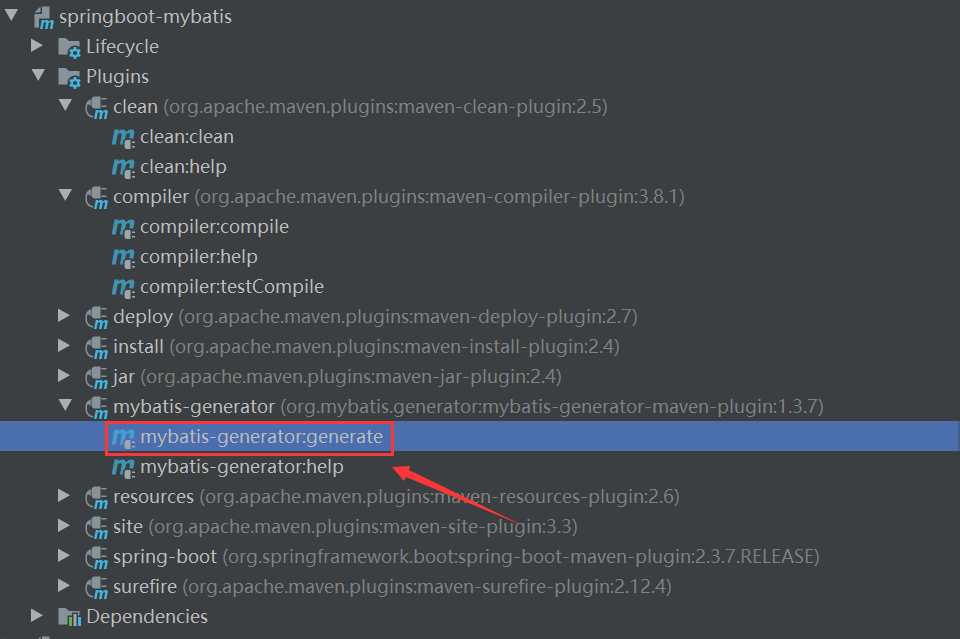 springboot-mybatis
Lifecycle
Plugins
clean (org.apache.maven.plugins:maven-clean-plugin:2.5)
clean:clean
clean:help
compiler (org.apache.maven.plugins:maven-compiler-plugin:3.8.1)
compiler:compile
compiler:help
compiler:testCompile
deploy (org.apache.maven.plugins:maven-deploy-plugin:2.7)
install (org.apache.maven.plugins:maven-install-plugin:2.4)
jar (org.apache.maven.plugins:maven-jar-plugin:2.4)
mybatis-generator (org.mybatis.generator:mybatis-generator-maven-plugin:1.3.7)
mybatis-generator:generate
mybatis-generator:help
resources (org.apache.maven.plugins:maven-resources-plugin:2.6)
site (org.apache.maven.plugins:maven-site-plugin:3.3)
spring-boot (org.springframework.boot:spring-boot-maven-plugin:2.3.7.RELEASE)
surefire (org.apache.maven.plugins:maven-surefire-plugin:2.12.4)
Dependencies